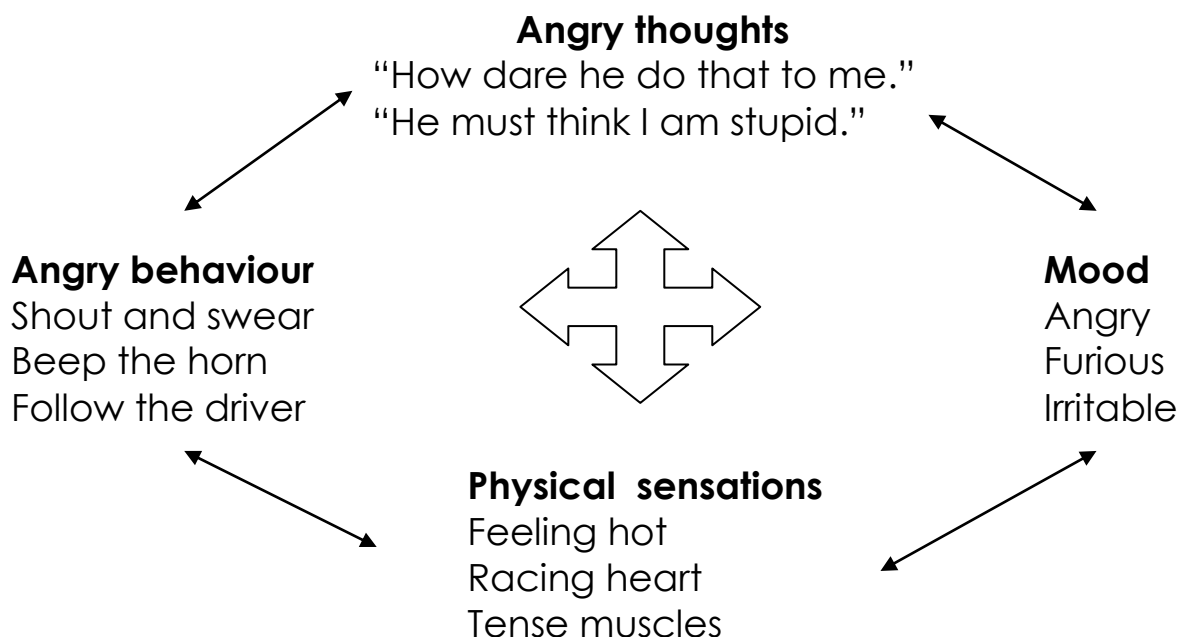 Angry thoughts
“How dare he do that to me.”
“He must think I am stupid.”
Angry behaviour
Shout and swear
Beep the horn
Follow the driver
Mood
Angry
Furious
Irritable
Physical sensations
Feeling hot
Racing heart
Tense muscles